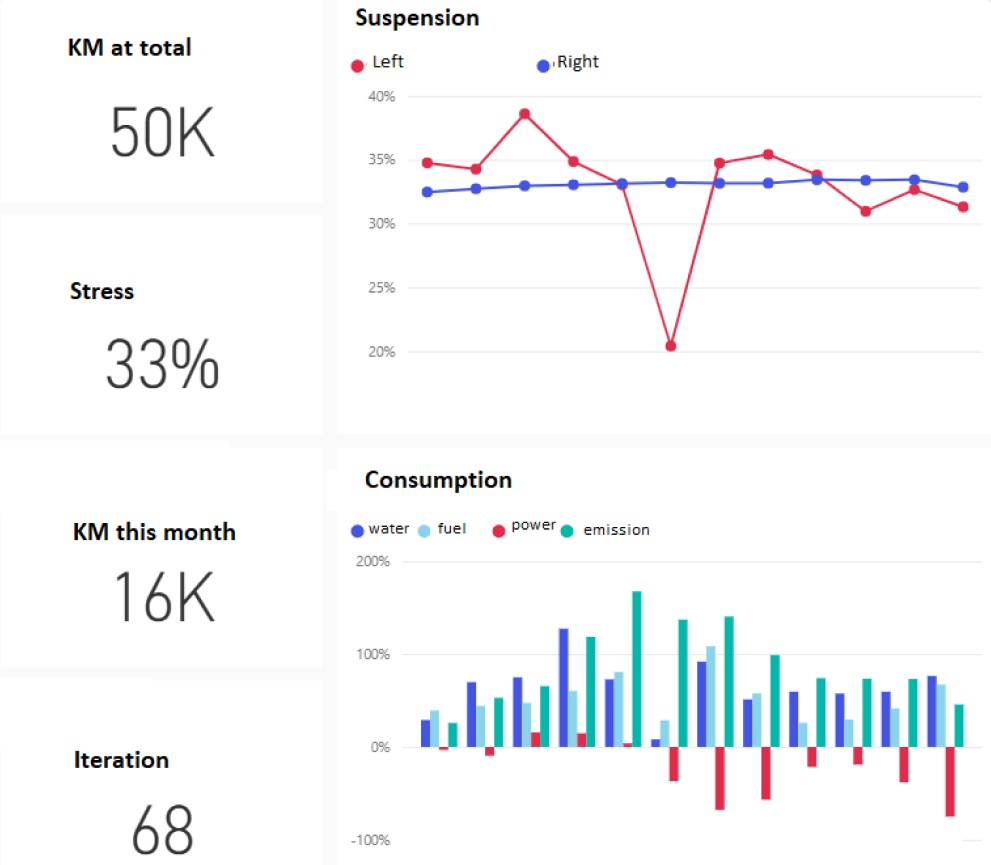 KM at total
50K
Stress
33%
KM this month
16K
Iteration
68
Suspension
Left Right
40%
35%
30%
25%
20%
Consumption
water fuel power emission
200%
100%
0%
-100%